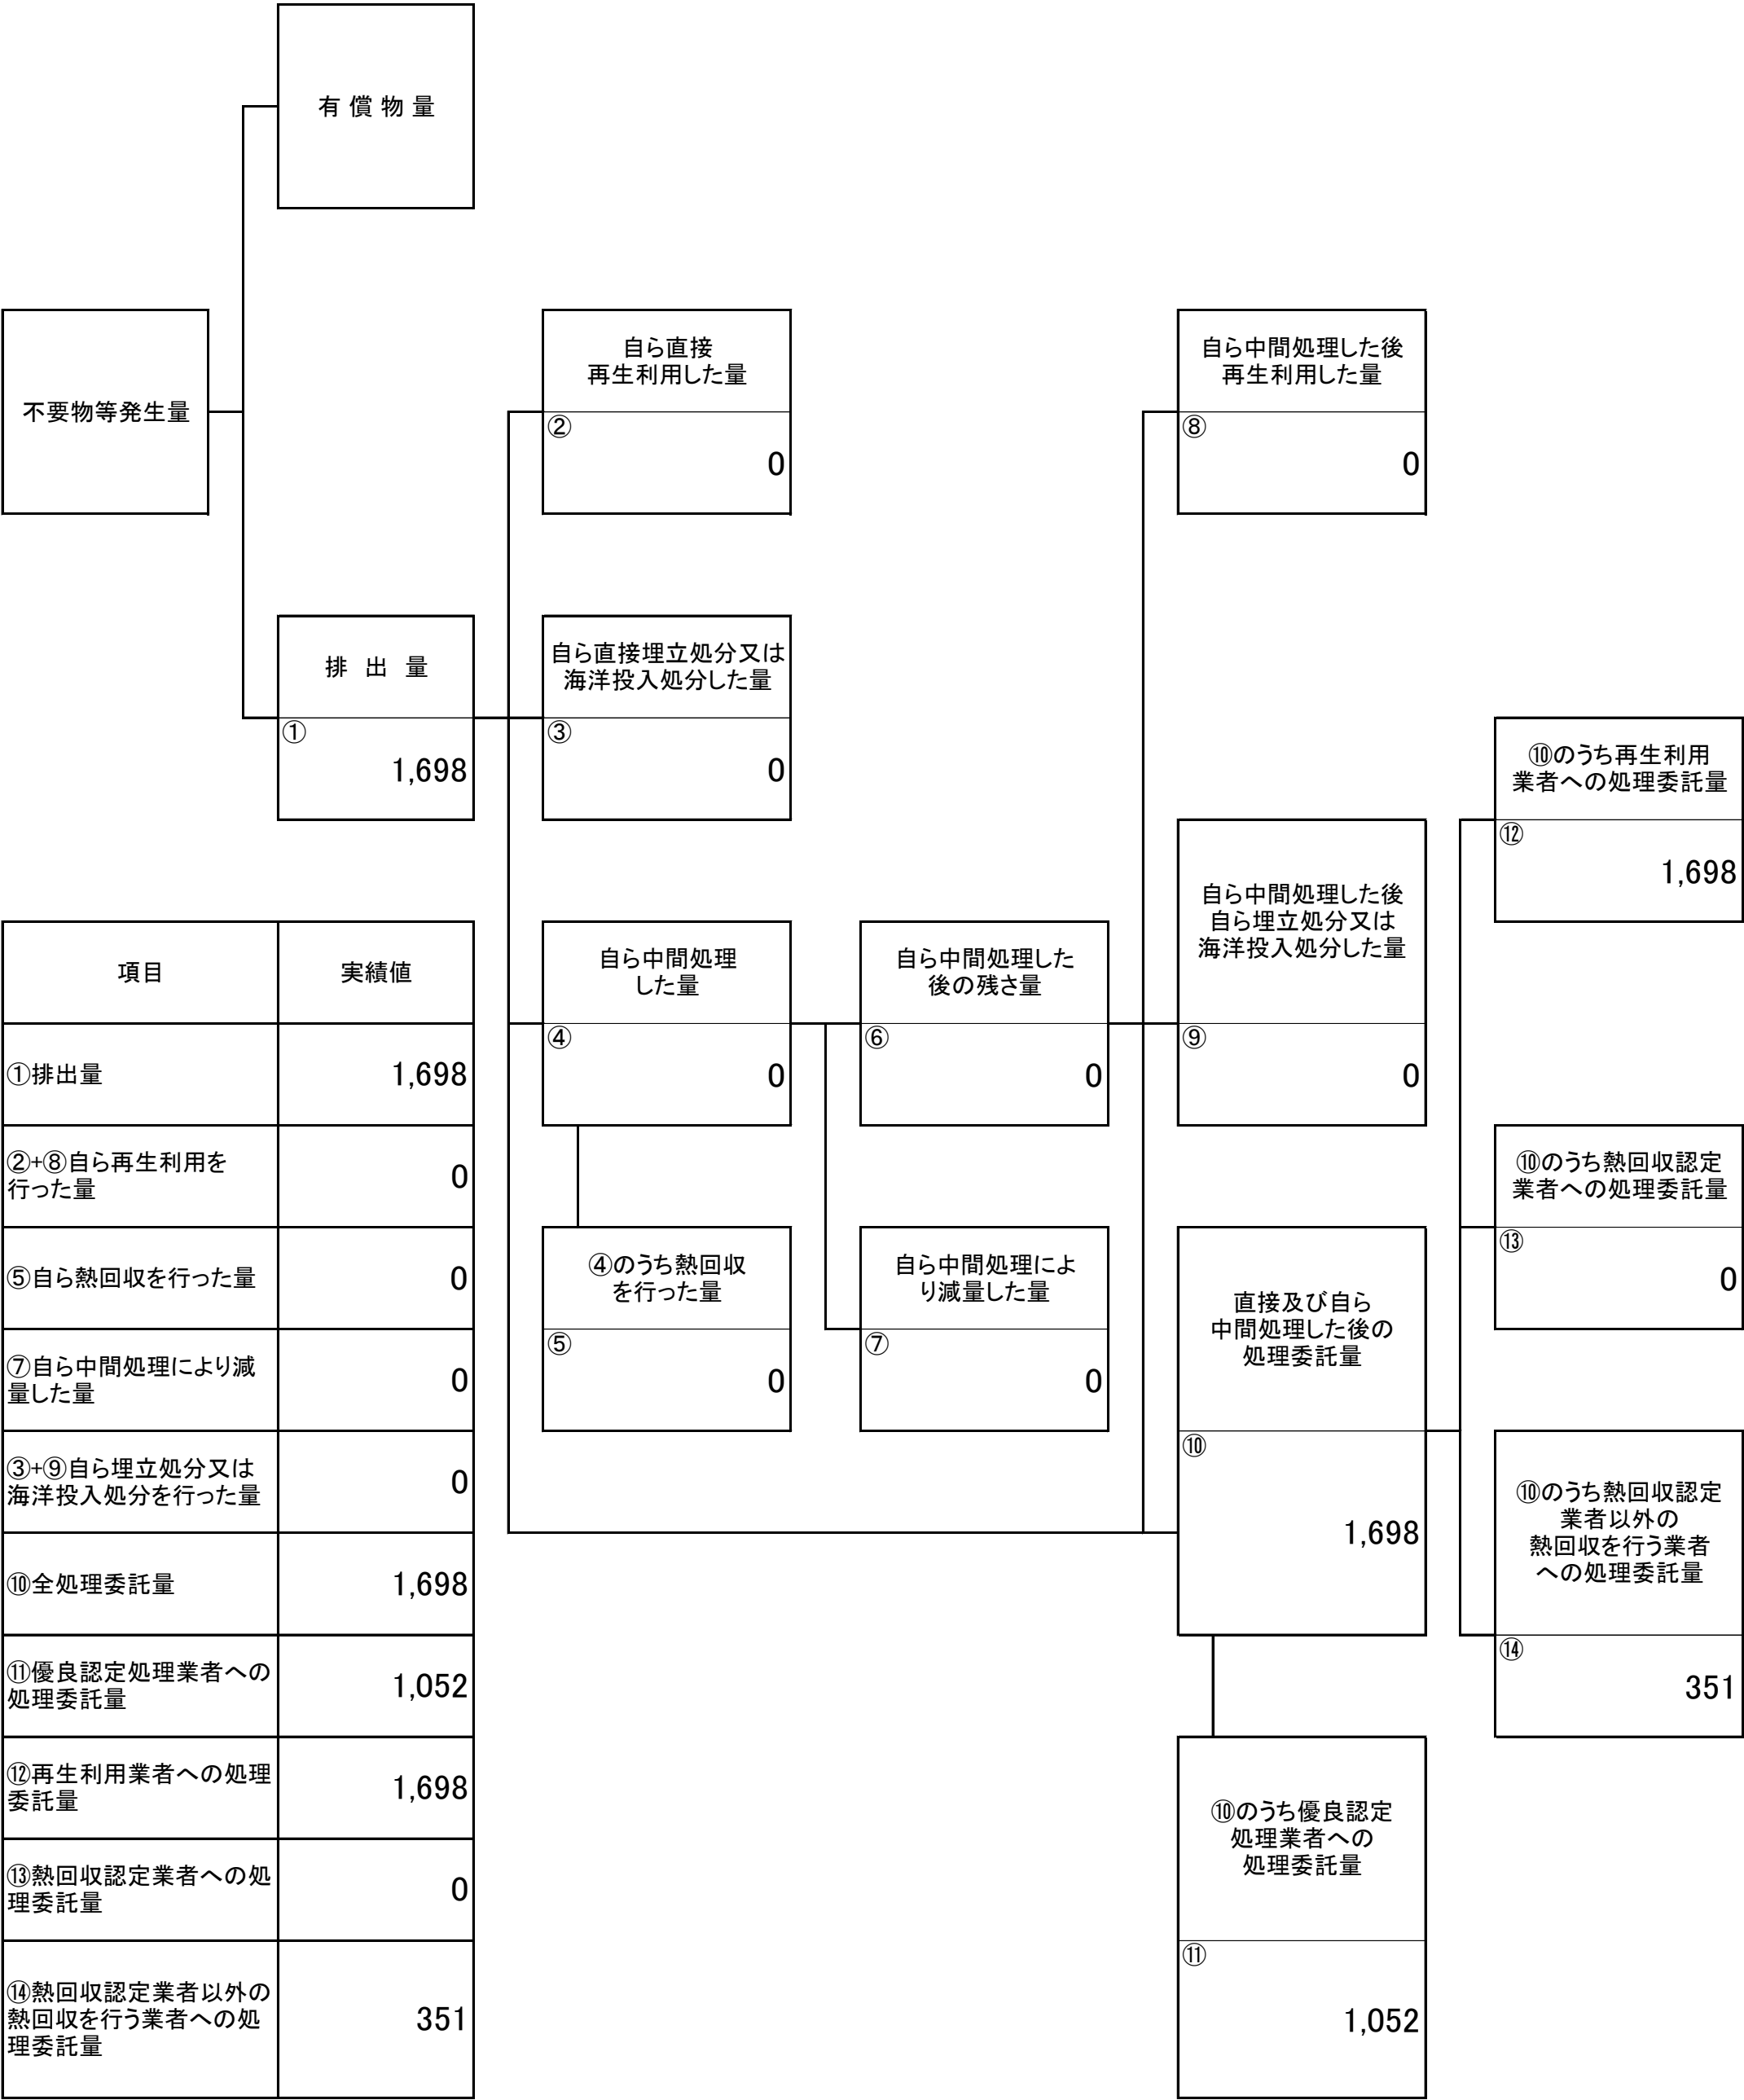 有 償 物 量
不要物等発生量
自ら直接
再生利用した量
②
0
自ら中間処理した後
再生利用した量
⑧
0
排 出 量
①
1,698
自ら直接埋立処分又は
海洋投入処分した量
③
0
⑩のうち再生利用
業者への処理委託量
⑫
1,698
自ら中間処理した後
自ら埋立処分又は
海洋投入処分した量
⑨
0
自ら中間処理
した量
④
0
自ら中間処理した
後の残さ量
⑥
0
⑩のうち熱回収認定
業者への処理委託量
⑬
0
④のうち熱回収
を行った量
⑤
0
自ら中間処理によ
り減量した量
⑦
0
直接及び自ら
中間処理した後の
処理委託量
⑩
1,698
⑩のうち熱回収認定
業者以外の
熱回収を行う業者
への処理委託量
⑭
351
⑩のうち優良認定
処理業者への
処理委託量
⑪
1,052
項目
実績値
①排出量
1,698
②+⑧自ら再生利用を
行った量
0
⑤自ら熱回収を行った量
0
⑦自ら中間処理により減
量した量
0
③+⑨自ら埋立処分又は
海洋投入処分を行った量
0
⑩全処理委託量
1,698
⑪優良認定処理業者への
処理委託量
1,052
⑫再生利用業者への処理
委託量
1,698
⑬熱回収認定業者への処
理委託量
0
⑭熱回収認定業者以外の
熱回収を行う業者への処
理委託量
351